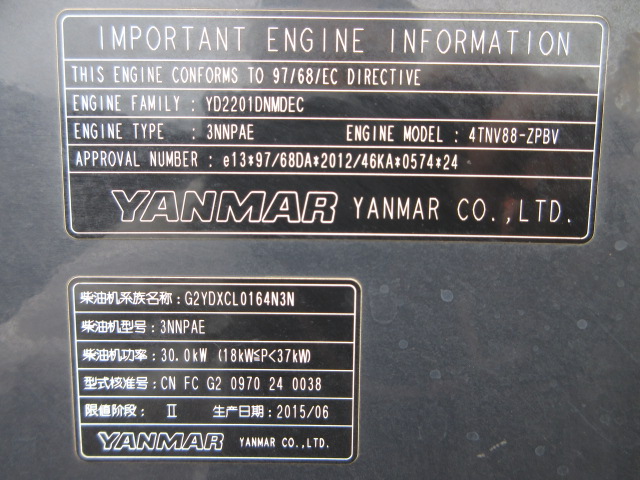 IMPORTANT ENGINE INFORMATION
THIS ENGINE CONFORMS TO 97/68/EC DIRECTIVE
ENGINE FAMILY : YD2201DNMDEC
ENGINE TYPE : 3NNPAE ENGINE MODEL : 4TNV88-ZPBV
APPROVAL NUMBER : e13*97/68DA*2012/46KA*0574*24
YANMAR YANMAR CO.,LTD.
柴油机系族名称: G2YDXCL0164N3N
柴油机型号: 3NNPAE
柴油机功率: 30.0kW (18kW≤P<37kW)
型式核准号: CN FC G2 0970 24 0038
限值阶段: Ⅱ 生产日期: 2015/06
YANMAR YANMAR CO.,LTD.